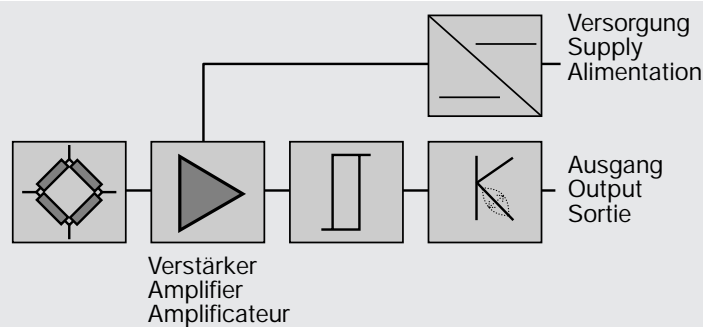 Versorgung
Supply
Alimentation
Ausgang
Output
Sortie
Verstärker
Amplifier
Amplificateur